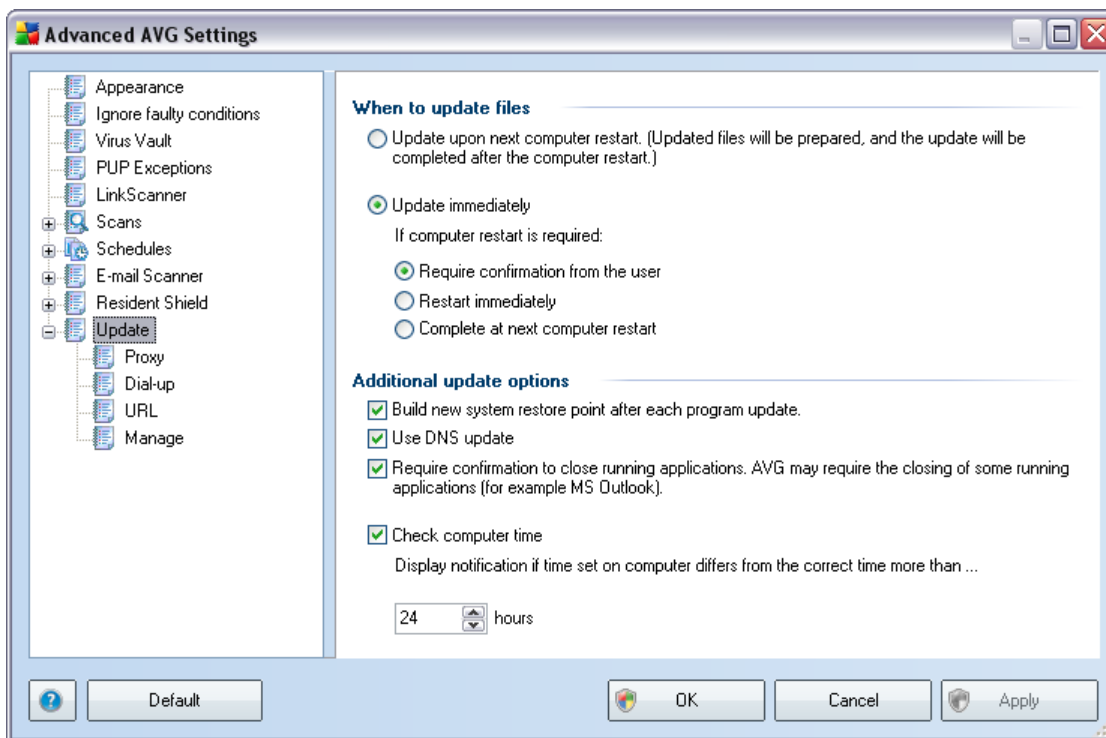 Advanced AVG Settings
Appearance
Ignore faulty conditions
Virus Vault
PUP Exceptions
LinkScanner
Scans
Schedules
E-mail Scanner
Resident Shield
Update
Proxy
Dial-up
URL
Manage
When to update files
Update upon next computer restart. (Updated files will be prepared, and the update will be
completed after the computer restart.)
Update immediately
If computer restart is required:
Require confirmation from the user
Restart immediately
Complete at next computer restart
Additional update options
Build new system restore point after each program update.
Use DNS update
Require confirmation to close running applications. AVG may require the closing of some running
applications (for example MS Outlook).
Check computer time
Display notification if time set on computer differs from the correct time more than ...
24 hours
? Default OK Cancel Apply